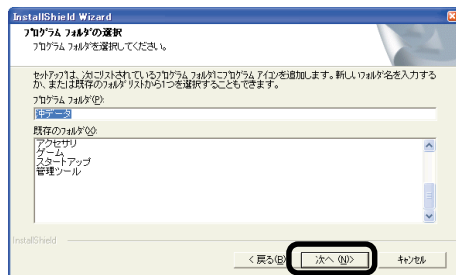 InstallShield Wizard
プログラム フォルダの選択
プログラム フォルダを選択してください。
セットアップは、次にリストされているプログラム フォルダにプログラム アイコンを追加します。新しいフォルダ名を入力する
か、または既存のフォルダ リストから1つを選択することもできます。
プログラム フォルダ(P):
沖データ
既存のフォルダ(X):
アクセサリ
ゲーム
スタートアップ
管理ツール
InstallShield
< 戻る(B)
次へ (N)>
キャンセル